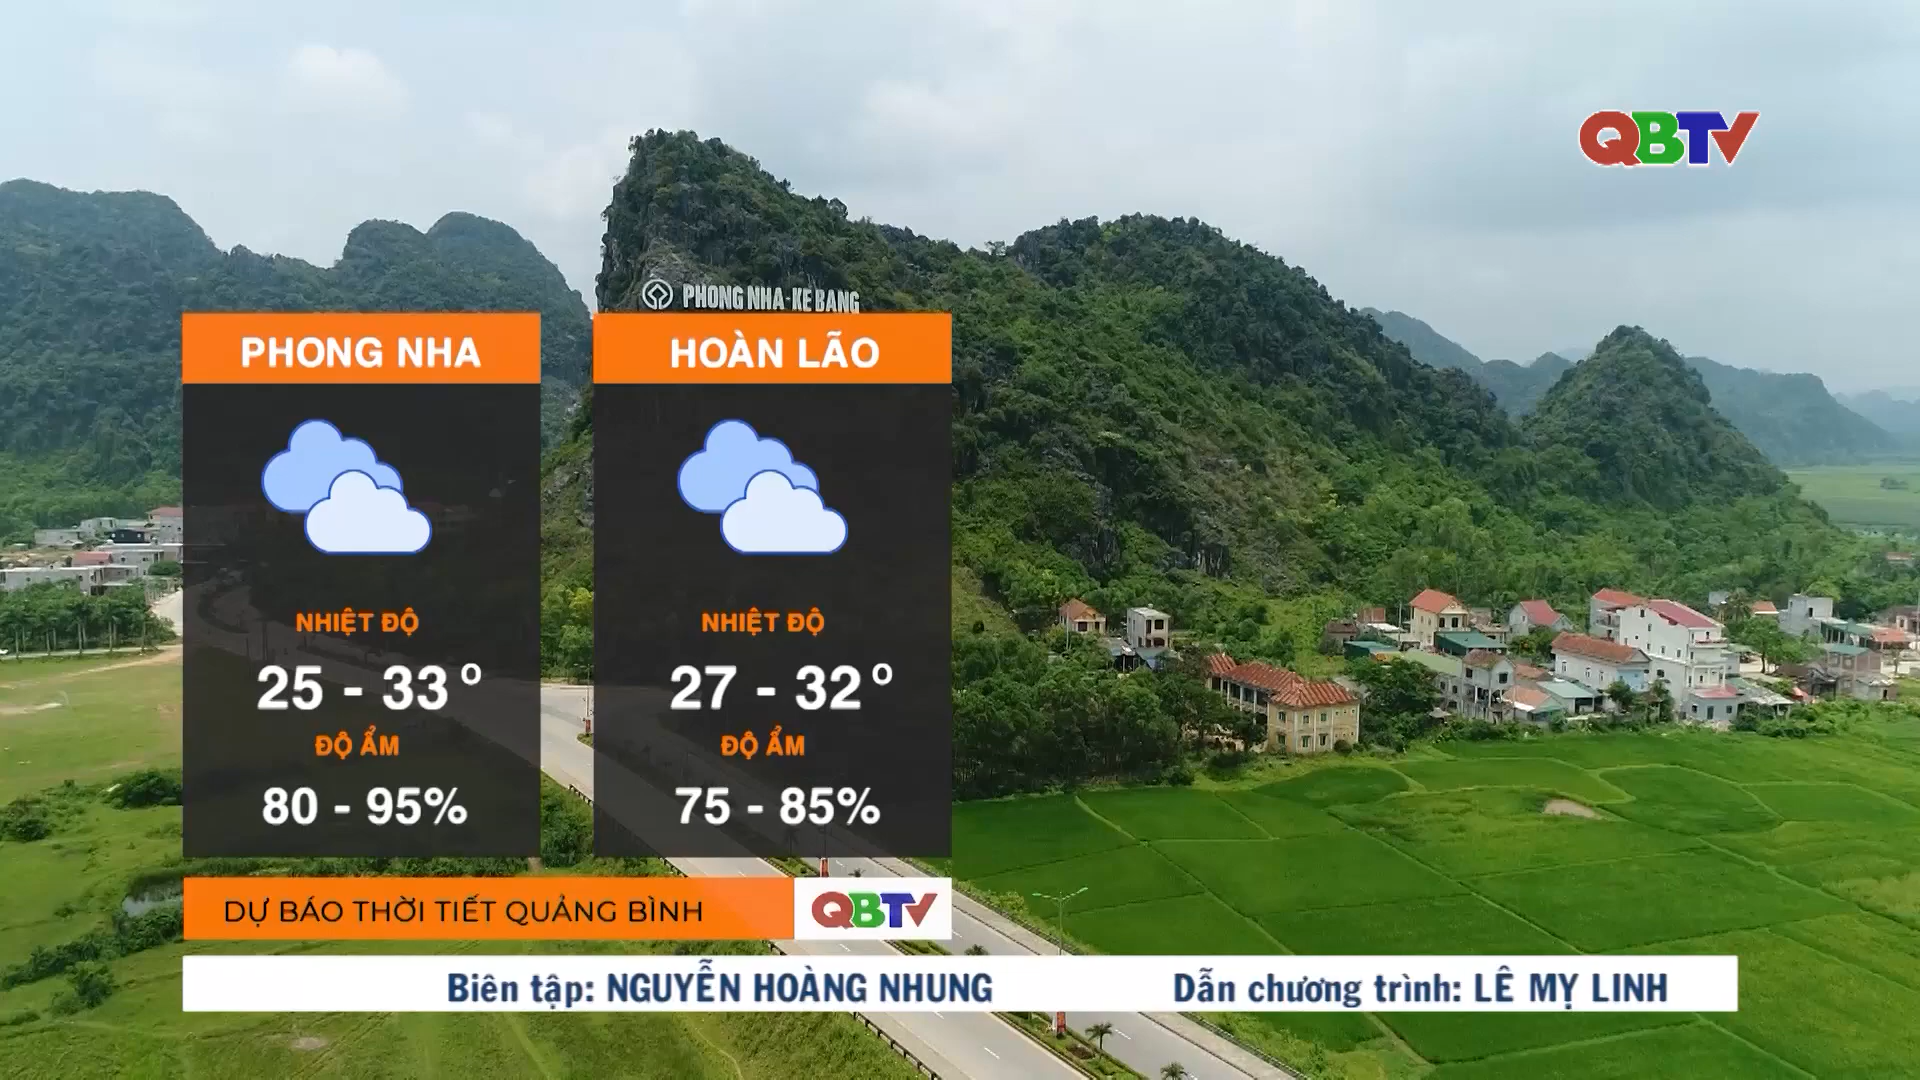 QBTV
PHONG NHA-KE BANG
PHONG NHA
HOÀN LÃO
NHIỆT ĐỘ
25 - 33°
ĐỘ ẨM
80 - 95%
NHIỆT ĐỘ
27 - 32°
ĐỘ ẨM
75 - 85%
DỰ BÁO THỜI TIẾT QUẢNG BÌNH
QBTV
Biên tập: NGUYỄN HOÀNG NHUNG
Dẫn chương trình: LÊ MỴ LINH